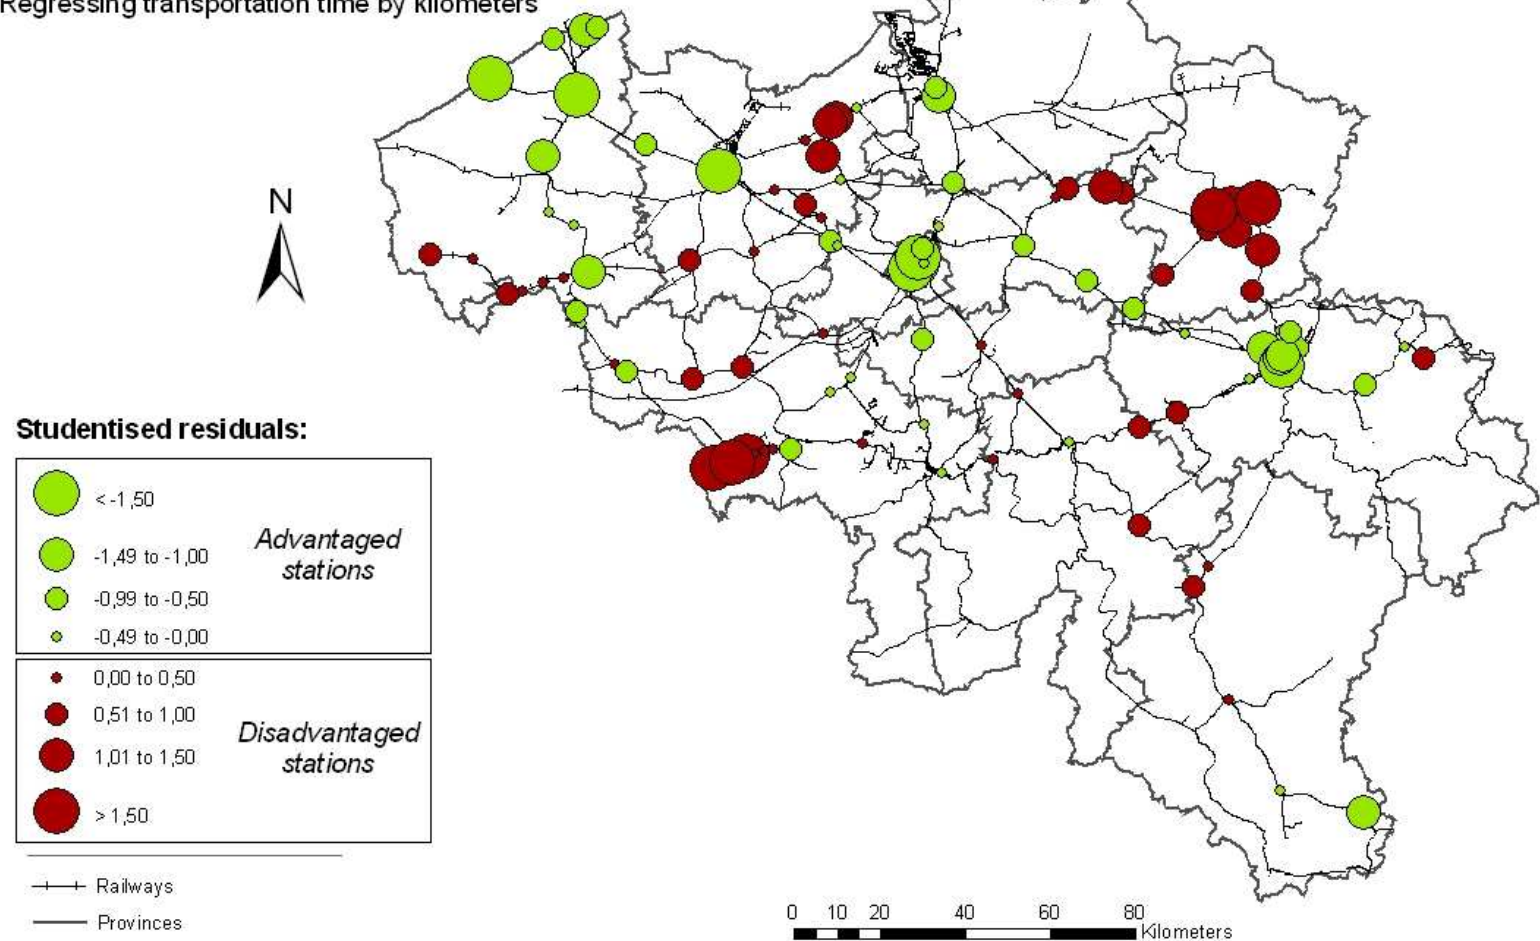 Regressing transportation time by kilometers
N
Studentised residuals:
< -1,50
-1,49 to -1,00
-0,99 to -0,50
-0,49 to -0,00
Advantaged
stations
0,00 to 0,50
0,51 to 1,00
1,01 to 1,50
> 1,50
Disadvantaged
stations
Railways
Provinces
0 10 20 40 60 80
Kilometers